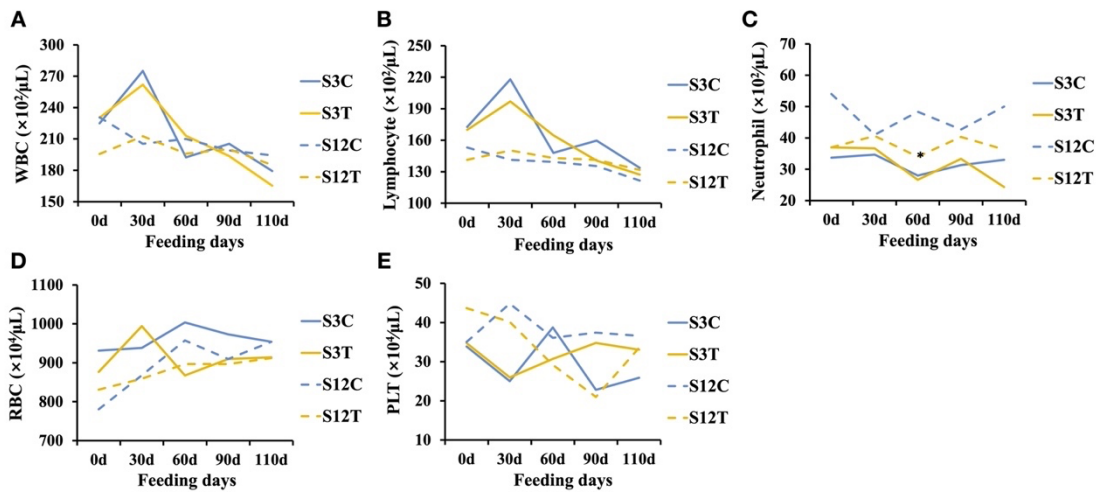 A
WBC (×10²/µL)
300
270
240
210
180
150
0d 30d 60d 90d 110d
Feeding days
S3C
S3T
S12C
S12T
B
Lymphocyte (×10²/µL)
250
220
190
160
130
100
0d 30d 60d 90d 110d
Feeding days
S3C
S3T
S12C
S12T
C
Neutrophil (×10²/µL)
70
60
50
40
30
20
*
0d 30d 60d 90d 110d
Feeding days
S3C
S3T
S12C
S12T
D
RBC (×10⁴/µL)
1100
1000
900
800
700
0d 30d 60d 90d 110d
Feeding days
S3C
S3T
S12C
S12T
E
PLT (×10⁴/µL)
50
40
30
20
10
0d 30d 60d 90d 110d
Feeding days
S3C
S3T
S12C
S12T